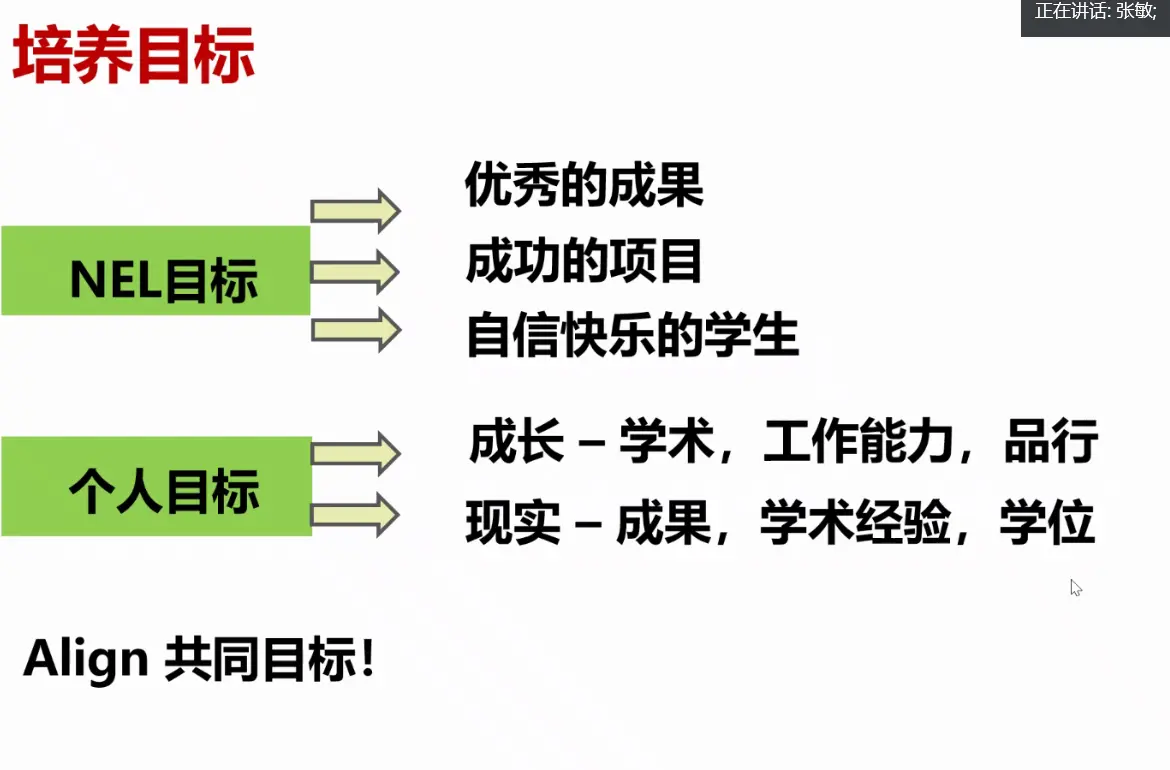 正在讲话: 张敏;
培养目标
优秀的成果
成功的项目
NEL目标
自信快乐的学生
成长 – 学术，工作能力，品行
个人目标
现实 – 成果，学术经验，学位
Align 共同目标！